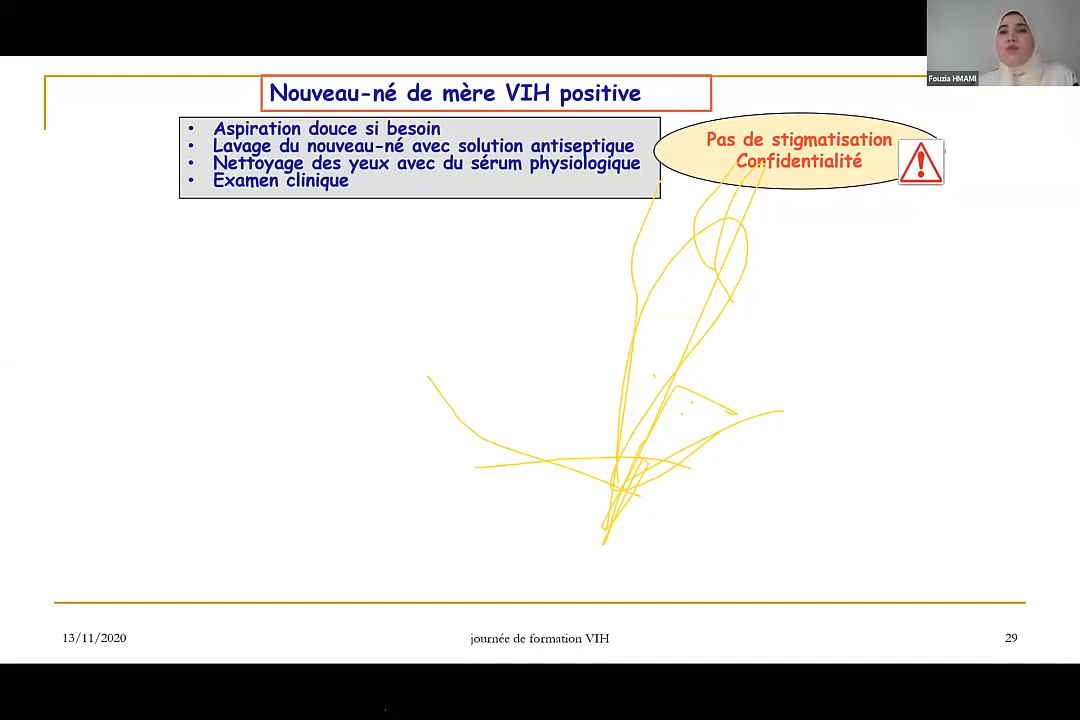 Fouzia HMAMI
Nouveau-né de mère VIH positive
• Aspiration douce si besoin
• Lavage du nouveau-né avec solution antiseptique
• Nettoyage des yeux avec du sérum physiologique
• Examen clinique
Pas de stigmatisation
Confidentialité
13/11/2020
journée de formation VIH
29